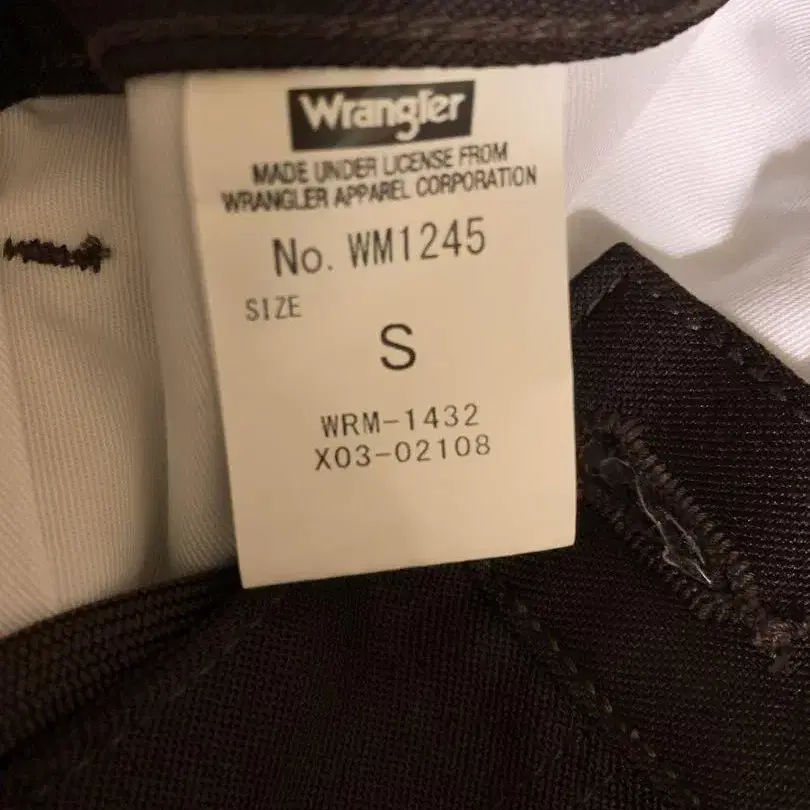 Wrangler
MADE UNDER LICENSE FROM
WRANGLER APPAREL CORPORATION
No. WM1245
SIZE
S
WRM-1432
X03-02108